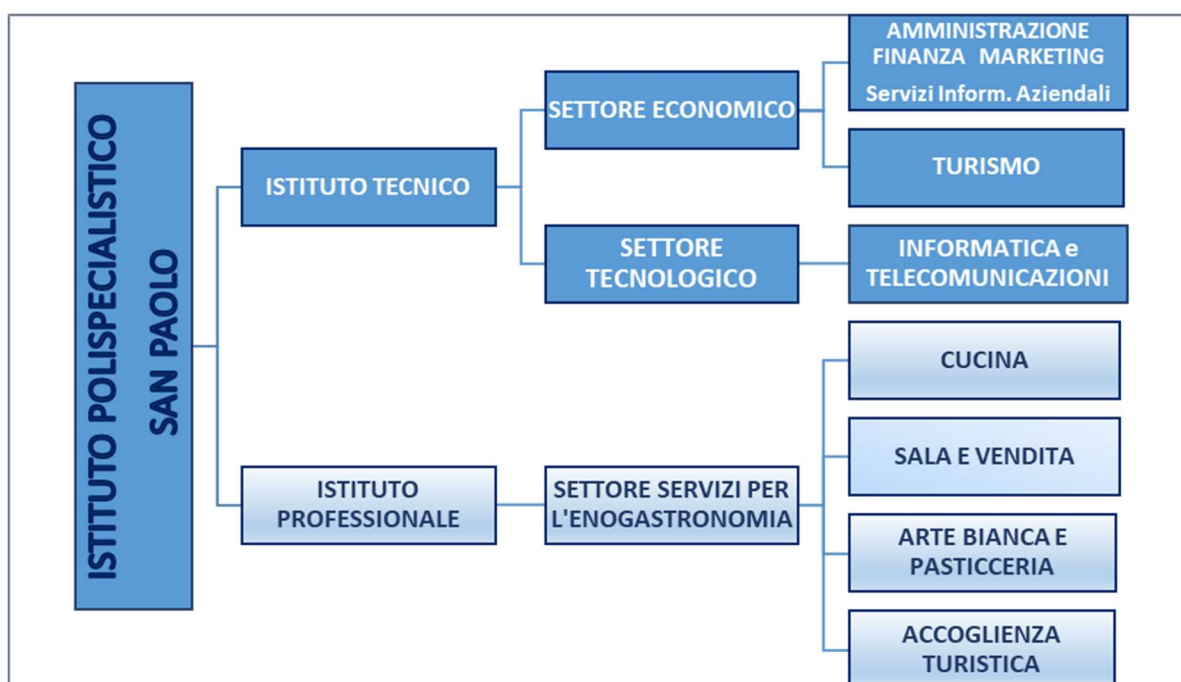 ISTITUTO POLISPECIALISTICO
SAN PAOLO
ISTITUTO TECNICO
SETTORE ECONOMICO
AMMINISTRAZIONE
FINANZA MARKETING
Servizi Inform. Aziendali
TURISMO
SETTORE
TECNOLOGICO
INFORMATICA e
TELECOMUNICAZIONI
ISTITUTO
PROFESSIONALE
SETTORE SERVIZI PER
L'ENOGASTRONOMIA
CUCINA
SALA E VENDITA
ARTE BIANCA E
PASTICCERIA
ACCOGLIENZA
TURISTICA